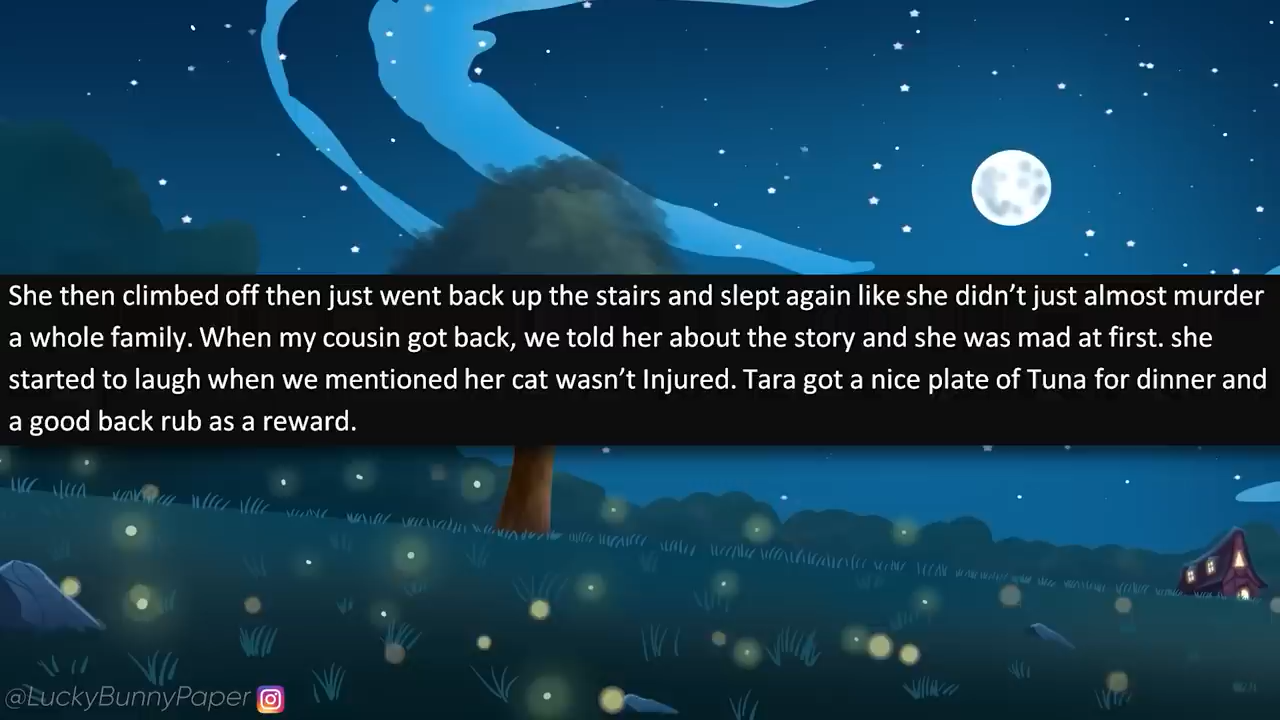 She then climbed off then just went back up the stairs and slept again like she didn’t just almost murder
a whole family. When my cousin got back, we told her about the story and she was mad at first. she
started to laugh when we mentioned her cat wasn’t Injured. Tara got a nice plate of Tuna for dinner and
a good back rub as a reward.
@LuckyBunnyPaper